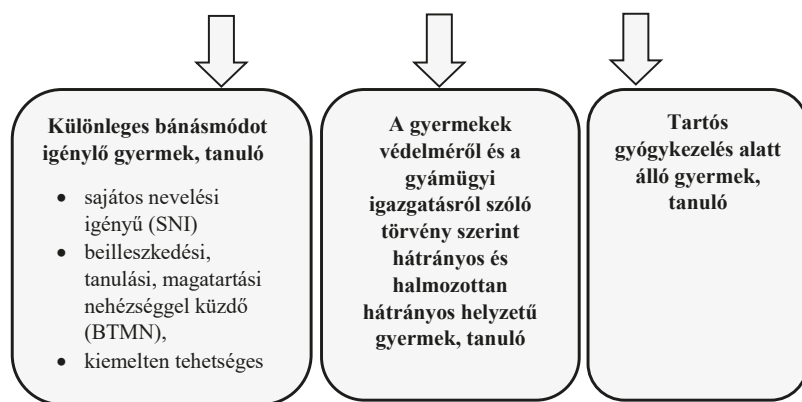 Különleges bánásmódot
igénylő gyermek, tanuló
• sajátos nevelési
igényű (SNI)
• beilleszkedési,
tanulási, magatartási
nehézséggel küzdő
(BTMN),
• kiemelten tehetséges
A gyermekek
védelméről és a
gyámügyi
igazgatásról szóló
törvény szerint
hátrányos és
halmozottan
hátrányos helyzetű
gyermek, tanuló
Tartós
gyógykezelés alatt
álló gyermek,
tanuló